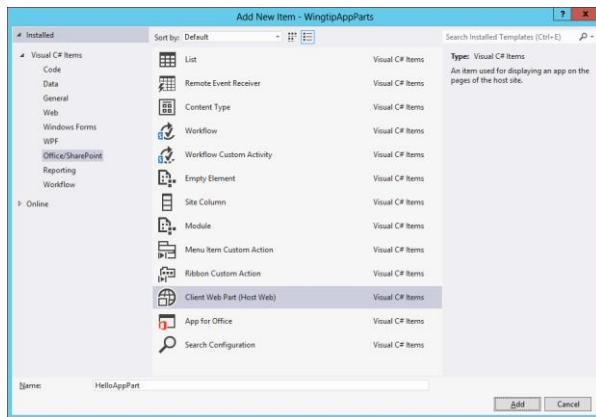 Add New Item - WingtipAppParts
? x
Installed
Sort by: Default
Search Installed Templates (Ctrl+E)
Visual C# Items
Code
Data
General
Web
Windows Forms
WPF
Office/SharePoint
Reporting
Workflow
Online
List Visual C# Items
Remote Event Receiver Visual C# Items
Content Type Visual C# Items
Workflow Visual C# Items
Workflow Custom Activity Visual C# Items
Empty Element Visual C# Items
Site Column Visual C# Items
Module Visual C# Items
Menu Item Custom Action Visual C# Items
Ribbon Custom Action Visual C# Items
Client Web Part (Host Web) Visual C# Items
App for Office Visual C# Items
Search Configuration Visual C# Items
Type: Visual C# Items
An item used for displaying an app on the
pages of the host site.
Name: HelloAppPart
Add Cancel